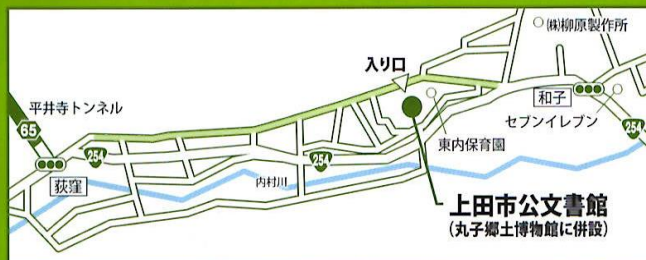 (株)柳原製作所
入り口
平井寺トンネル
65
和子
セブンイレブン
254
東内保育園
254
254
荻窪
内村川
上田市公文書館
(丸子郷土博物館に併設)